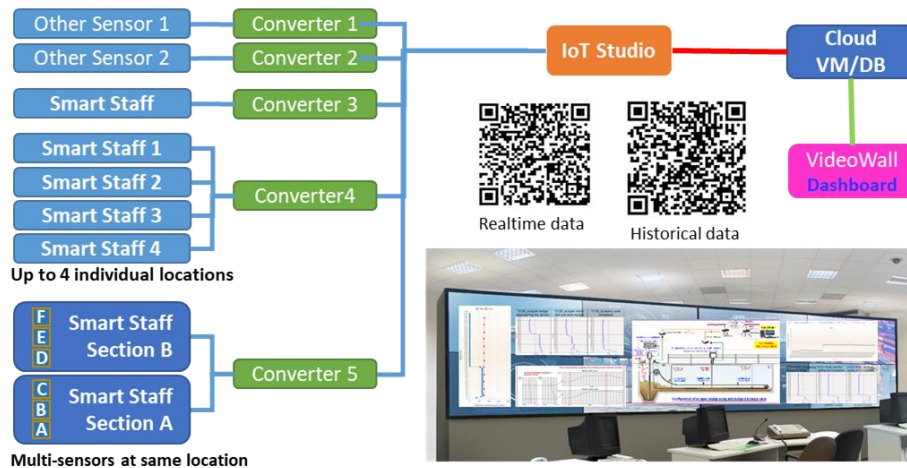 Other Sensor 1
Converter 1
Other Sensor 2
Converter 2
Smart Staff
Converter 3
Smart Staff 1
Smart Staff 2
Smart Staff 3
Smart Staff 4
Converter4
Up to 4 individual locations
F
E
D
Smart Staff
Section B
C
B
A
Smart Staff
Section A
Converter 5
Multi-sensors at same location
IoT Studio
Cloud
VM/DB
VideoWall
Dashboard
Realtime data
Historical data